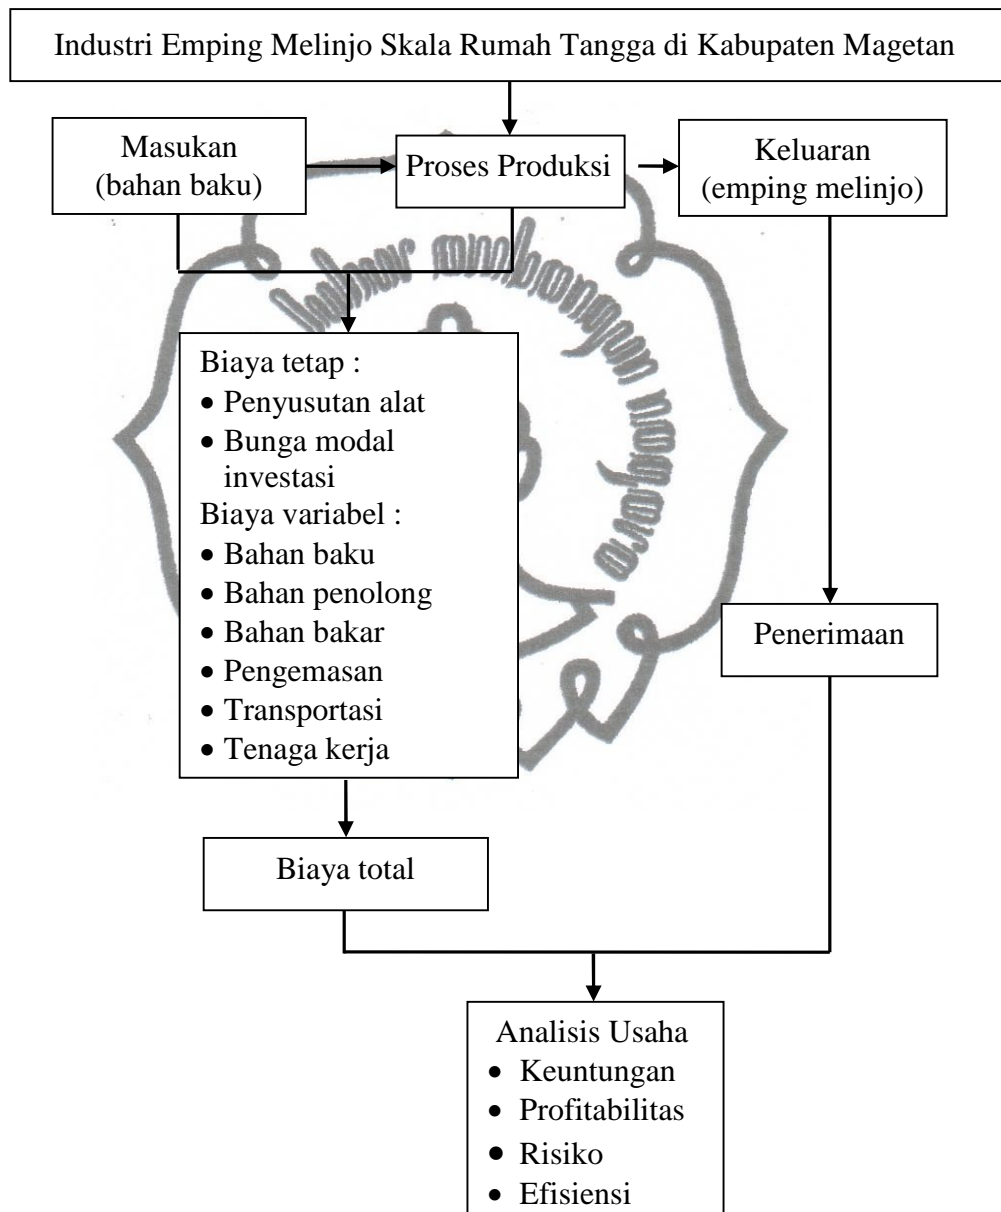 Industri Emping Melinjo Skala Rumah Tangga di Kabupaten Magetan
Masukan
(bahan baku)
Proses Produksi
Keluaran
(emping melinjo)
Biaya tetap :
• Penyusutan alat
• Bunga modal
investasi
Biaya variabel :
• Bahan baku
• Bahan penolong
• Bahan bakar
• Pengemasan
• Transportasi
• Tenaga kerja
Penerimaan
Biaya total
Analisis Usaha
• Keuntungan
• Profitabilitas
• Risiko
• Efisiensi